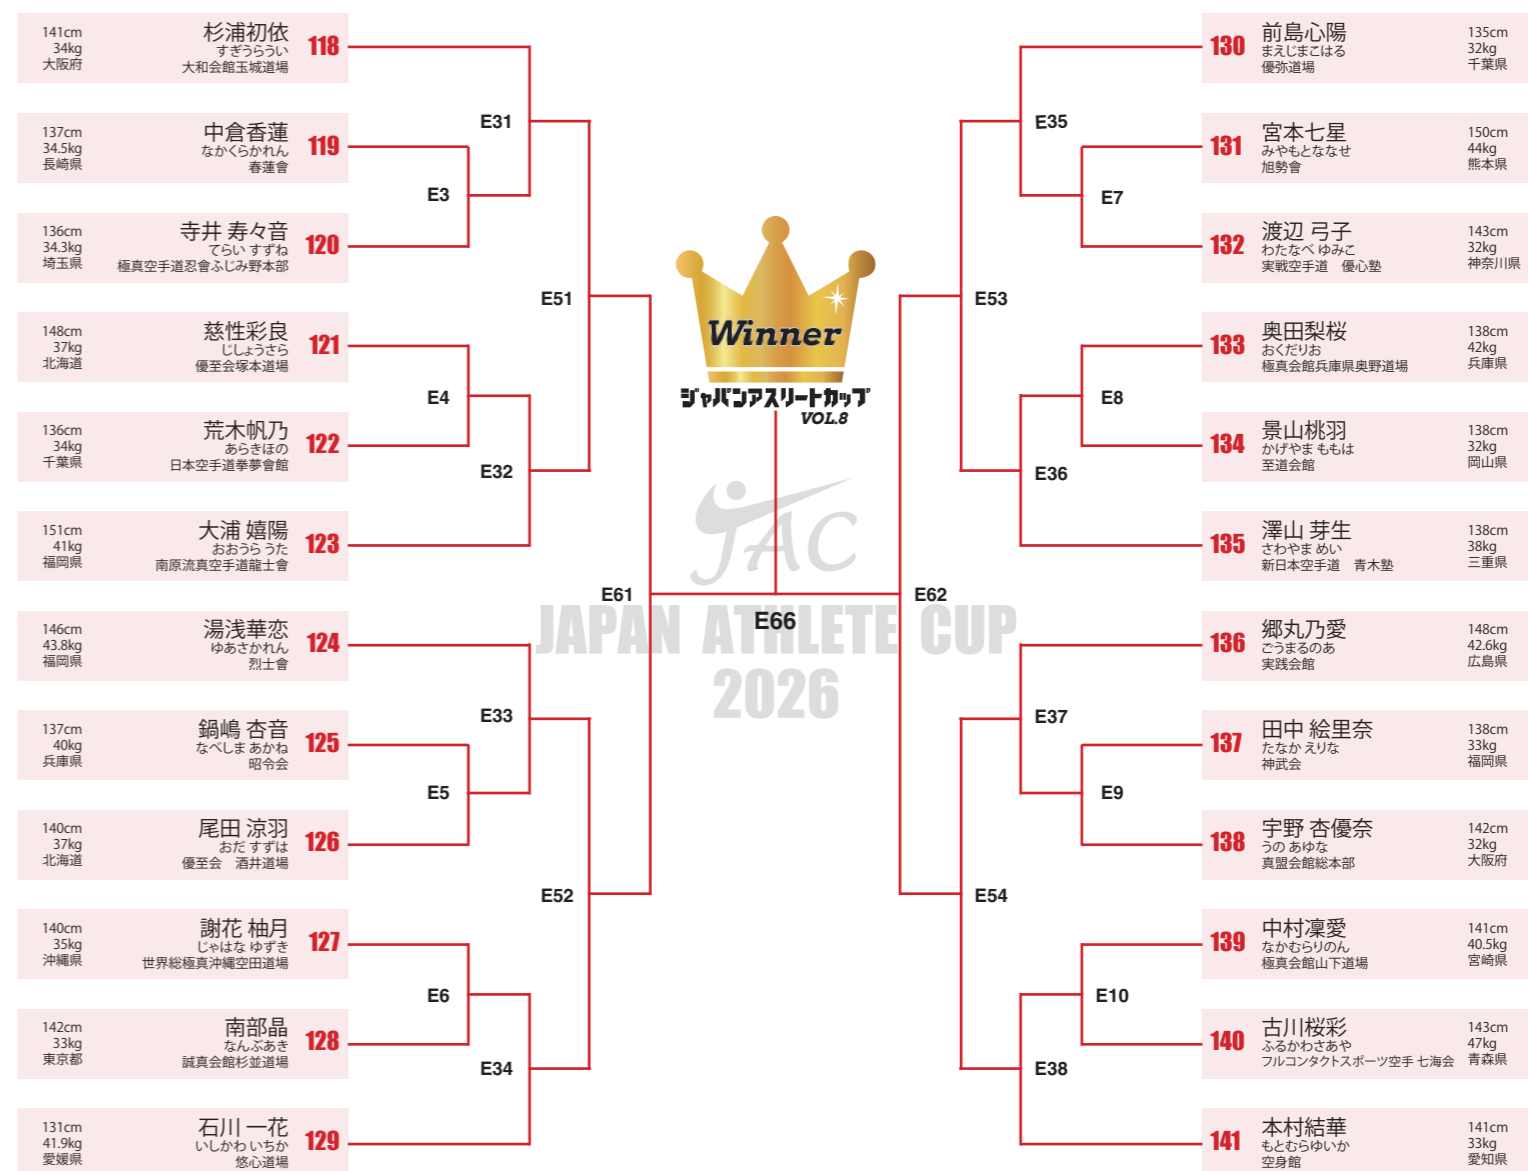 141cm
34kg
大阪府
杉浦初依
すぎうらうい
大和会館玉城道場
118
137cm
34.5kg
長崎県
中倉香蓮
なかくらかれん
春蓮會
119
136cm
34.3kg
埼玉県
寺井 寿々音
てらい すずね
極真空手道忍會ふじみ野本部
120
148cm
37kg
北海道
慈性彩良
じしょうさら
優至会塚本道場
121
136cm
34kg
千葉県
荒木帆乃
あらきほの
日本空手道拳夢會館
122
151cm
41kg
福岡県
大浦 嬉陽
おおうら うた
南原流真空手道龍士會
123
146cm
43.8kg
福岡県
湯浅華恋
ゆあさかれん
烈士會
124
137cm
40kg
兵庫県
鍋嶋 杏音
なべしま あかね
昭令会
125
140cm
37kg
北海道
尾田 涼羽
おだ すずは
優至会　酒井道場
126
140cm
35kg
沖縄県
謝花 柚月
じゃはな ゆずき
世界総極真沖縄空田道場
127
142cm
33kg
東京都
南部晶
なんぶあき
誠真会館杉並道場
128
131cm
41.9kg
愛媛県
石川 一花
いしかわ いちか
悠心道場
129
E31
E3
E51
E4
E32
E61
E33
E5
E52
E6
E34
Winner
ジャパンアスリートカップ
VOL.8
JAC
JAPAN ATHLETE CUP
2026
E66
E35
E7
E53
E8
E36
E62
E37
E9
E54
E10
E38
130
前島心陽
まえじまこはる
優弥道場
135cm
32kg
千葉県
131
宮本七星
みやもとななせ
旭勢會
150cm
44kg
熊本県
132
渡辺 弓子
わたなべ ゆみこ
実戦空手道　優心塾
143cm
32kg
神奈川県
133
奥田梨桜
おくだりお
極真会館兵庫県奥野道場
138cm
42kg
兵庫県
134
景山桃羽
かげやま ももは
至道会館
138cm
32kg
岡山県
135
澤山 芽生
さわやま めい
新日本空手道　青木塾
138cm
38kg
三重県
136
郷丸乃愛
ごうまるのあ
実践会館
148cm
42.6kg
広島県
137
田中 絵里奈
たなか えりな
神武会
138cm
33kg
福岡県
138
宇野 杏優奈
うの あゆな
真盟会館総本部
142cm
32kg
大阪府
139
中村凜愛
なかむらりのん
極真会館山下道場
141cm
40.5kg
宮崎県
140
古川桜彩
ふるかわさあや
フルコンタクトスポーツ空手 七海会
143cm
47kg
青森県
141
本村結華
もとむらゆいか
空身館
141cm
33kg
愛知県